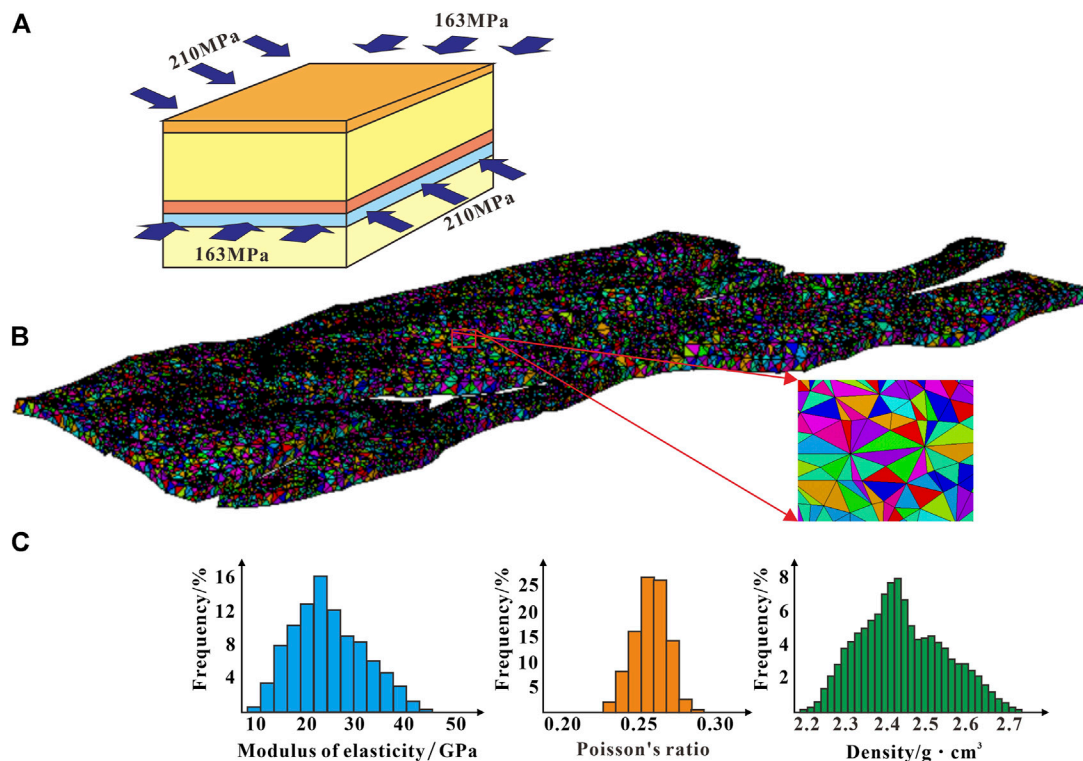 A
163MPa
210MPa
210MPa
163MPa
B
C
Frequency/%
16
12
8
4
10 20 30 40 50
Modulus of elasticity/GPa
Frequency/%
25
20
15
10
5
0.20 0.25 0.30
Poisson's ratio
Frequency/%
8
6
4
2
2.2 2.3 2.4 2.5 2.6 2.7
Density/g · cm³